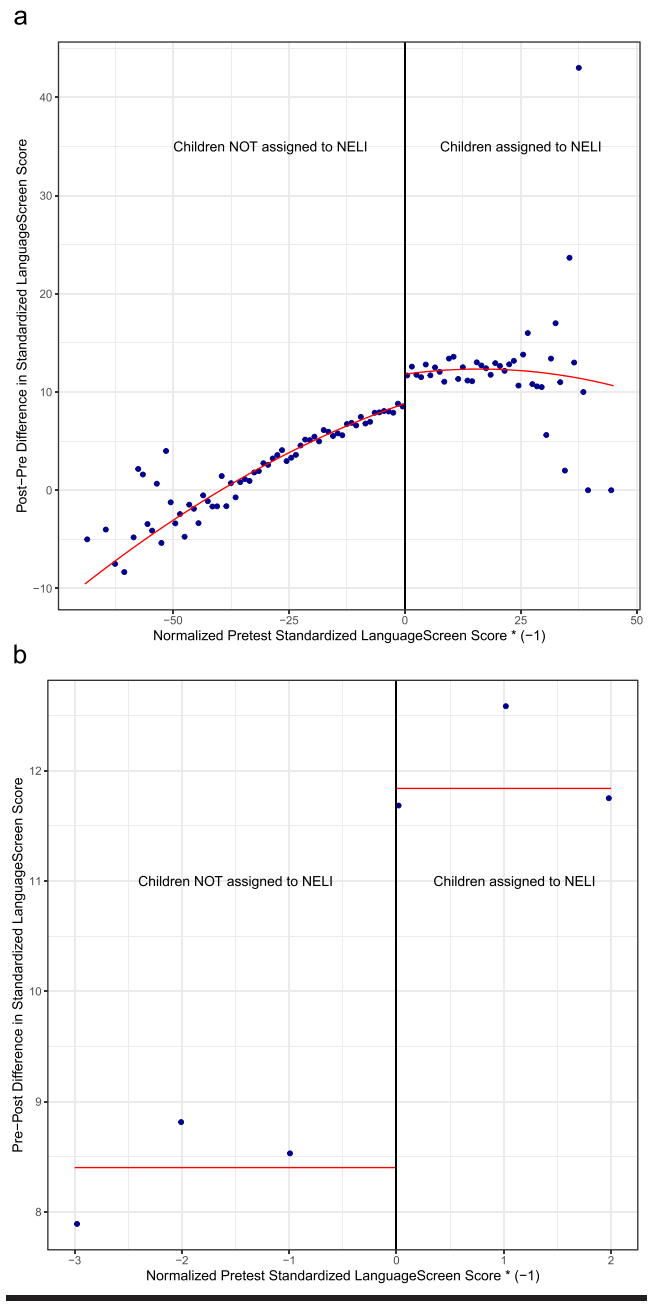 a
Post−Pre Difference in Standardized LanguageScreen Score
40
30
20
10
0
−10
Children NOT assigned to NELI
Children assigned to NELI
−50
−25
0
25
50
Normalized Pretest Standardized LanguageScreen Score * (−1)
b
Pre−Post Difference in Standardized LanguageScreen Score
12
11
10
9
8
Children NOT assigned to NELI
Children assigned to NELI
−3
−2
−1
0
1
2
Normalized Pretest Standardized LanguageScreen Score * (−1)